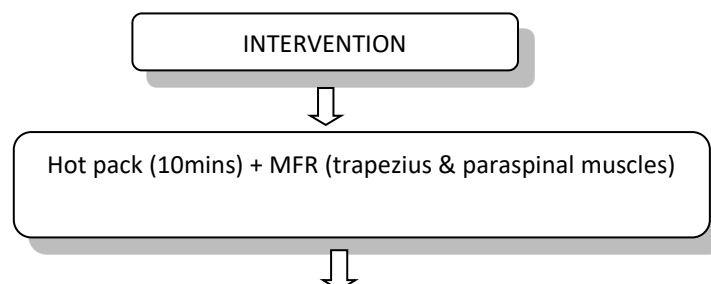 INTERVENTION
Hot pack (10mins) + MFR (trapezius & paraspinal muscles)